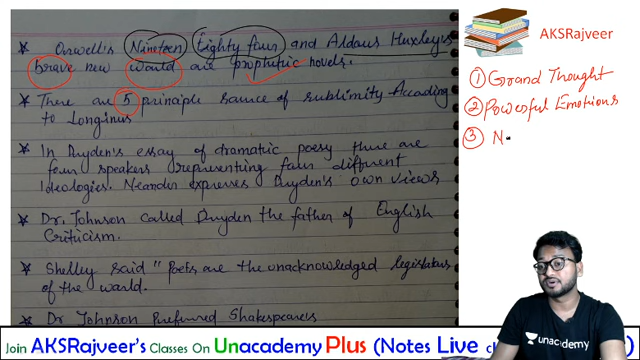 * Orwell's Nineteen Eighty four and Aldous Huxley's
brave new world are prophetic novels.
* There are 5 principle source of sublimity According
to Longinus
* In Dryden's essay of dramatic poesy there are
four speakers representing four different
Ideologies. Neander expresses Dryden's own views
* Dr. Johnson called Dryden the father of English
Criticism.
* Shelley said "Poets are the unacknowledged legislators
of the world.
* Dr Johnson Preferred Shakespeare's
AKSRajveer
① Grand Thought
② Powerful Emotions
③ N
unacademy
Join AKSRajveer's Classes On Unacademy Plus (Notes Live c